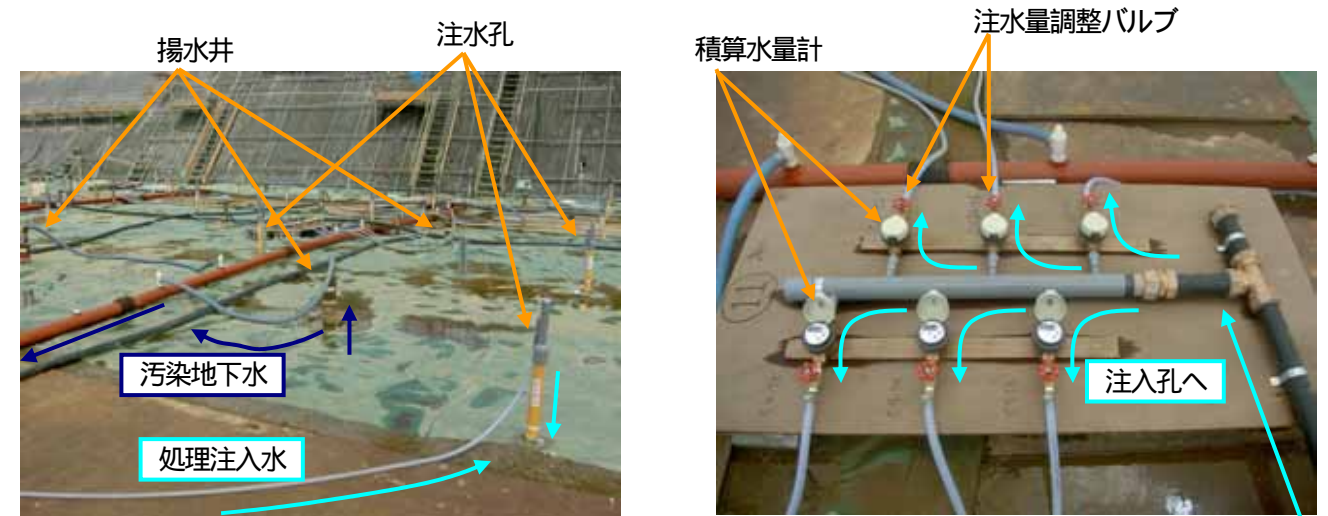 揚水井
注水孔
汚染地下水
処理注入水
注水量調整バルブ
積算水量計
注入孔へ